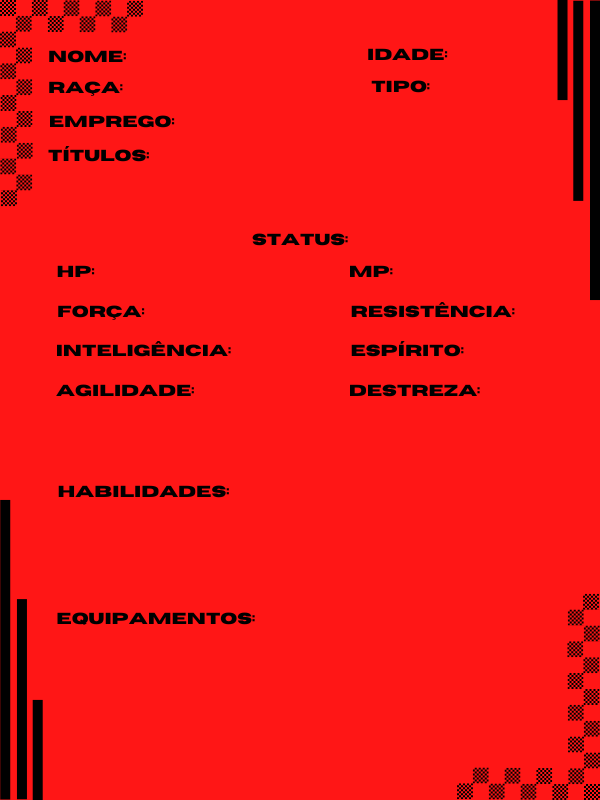 NOME: IDADE:
RAÇA: TIPO:
EMPREGO:
TÍTULOS:
STATUS:
HP: MP:
FORÇA: RESISTÊNCIA:
INTELIGÊNCIA: ESPÍRITO:
AGILIDADE: DESTREZA:
HABILIDADES:
EQUIPAMENTOS: